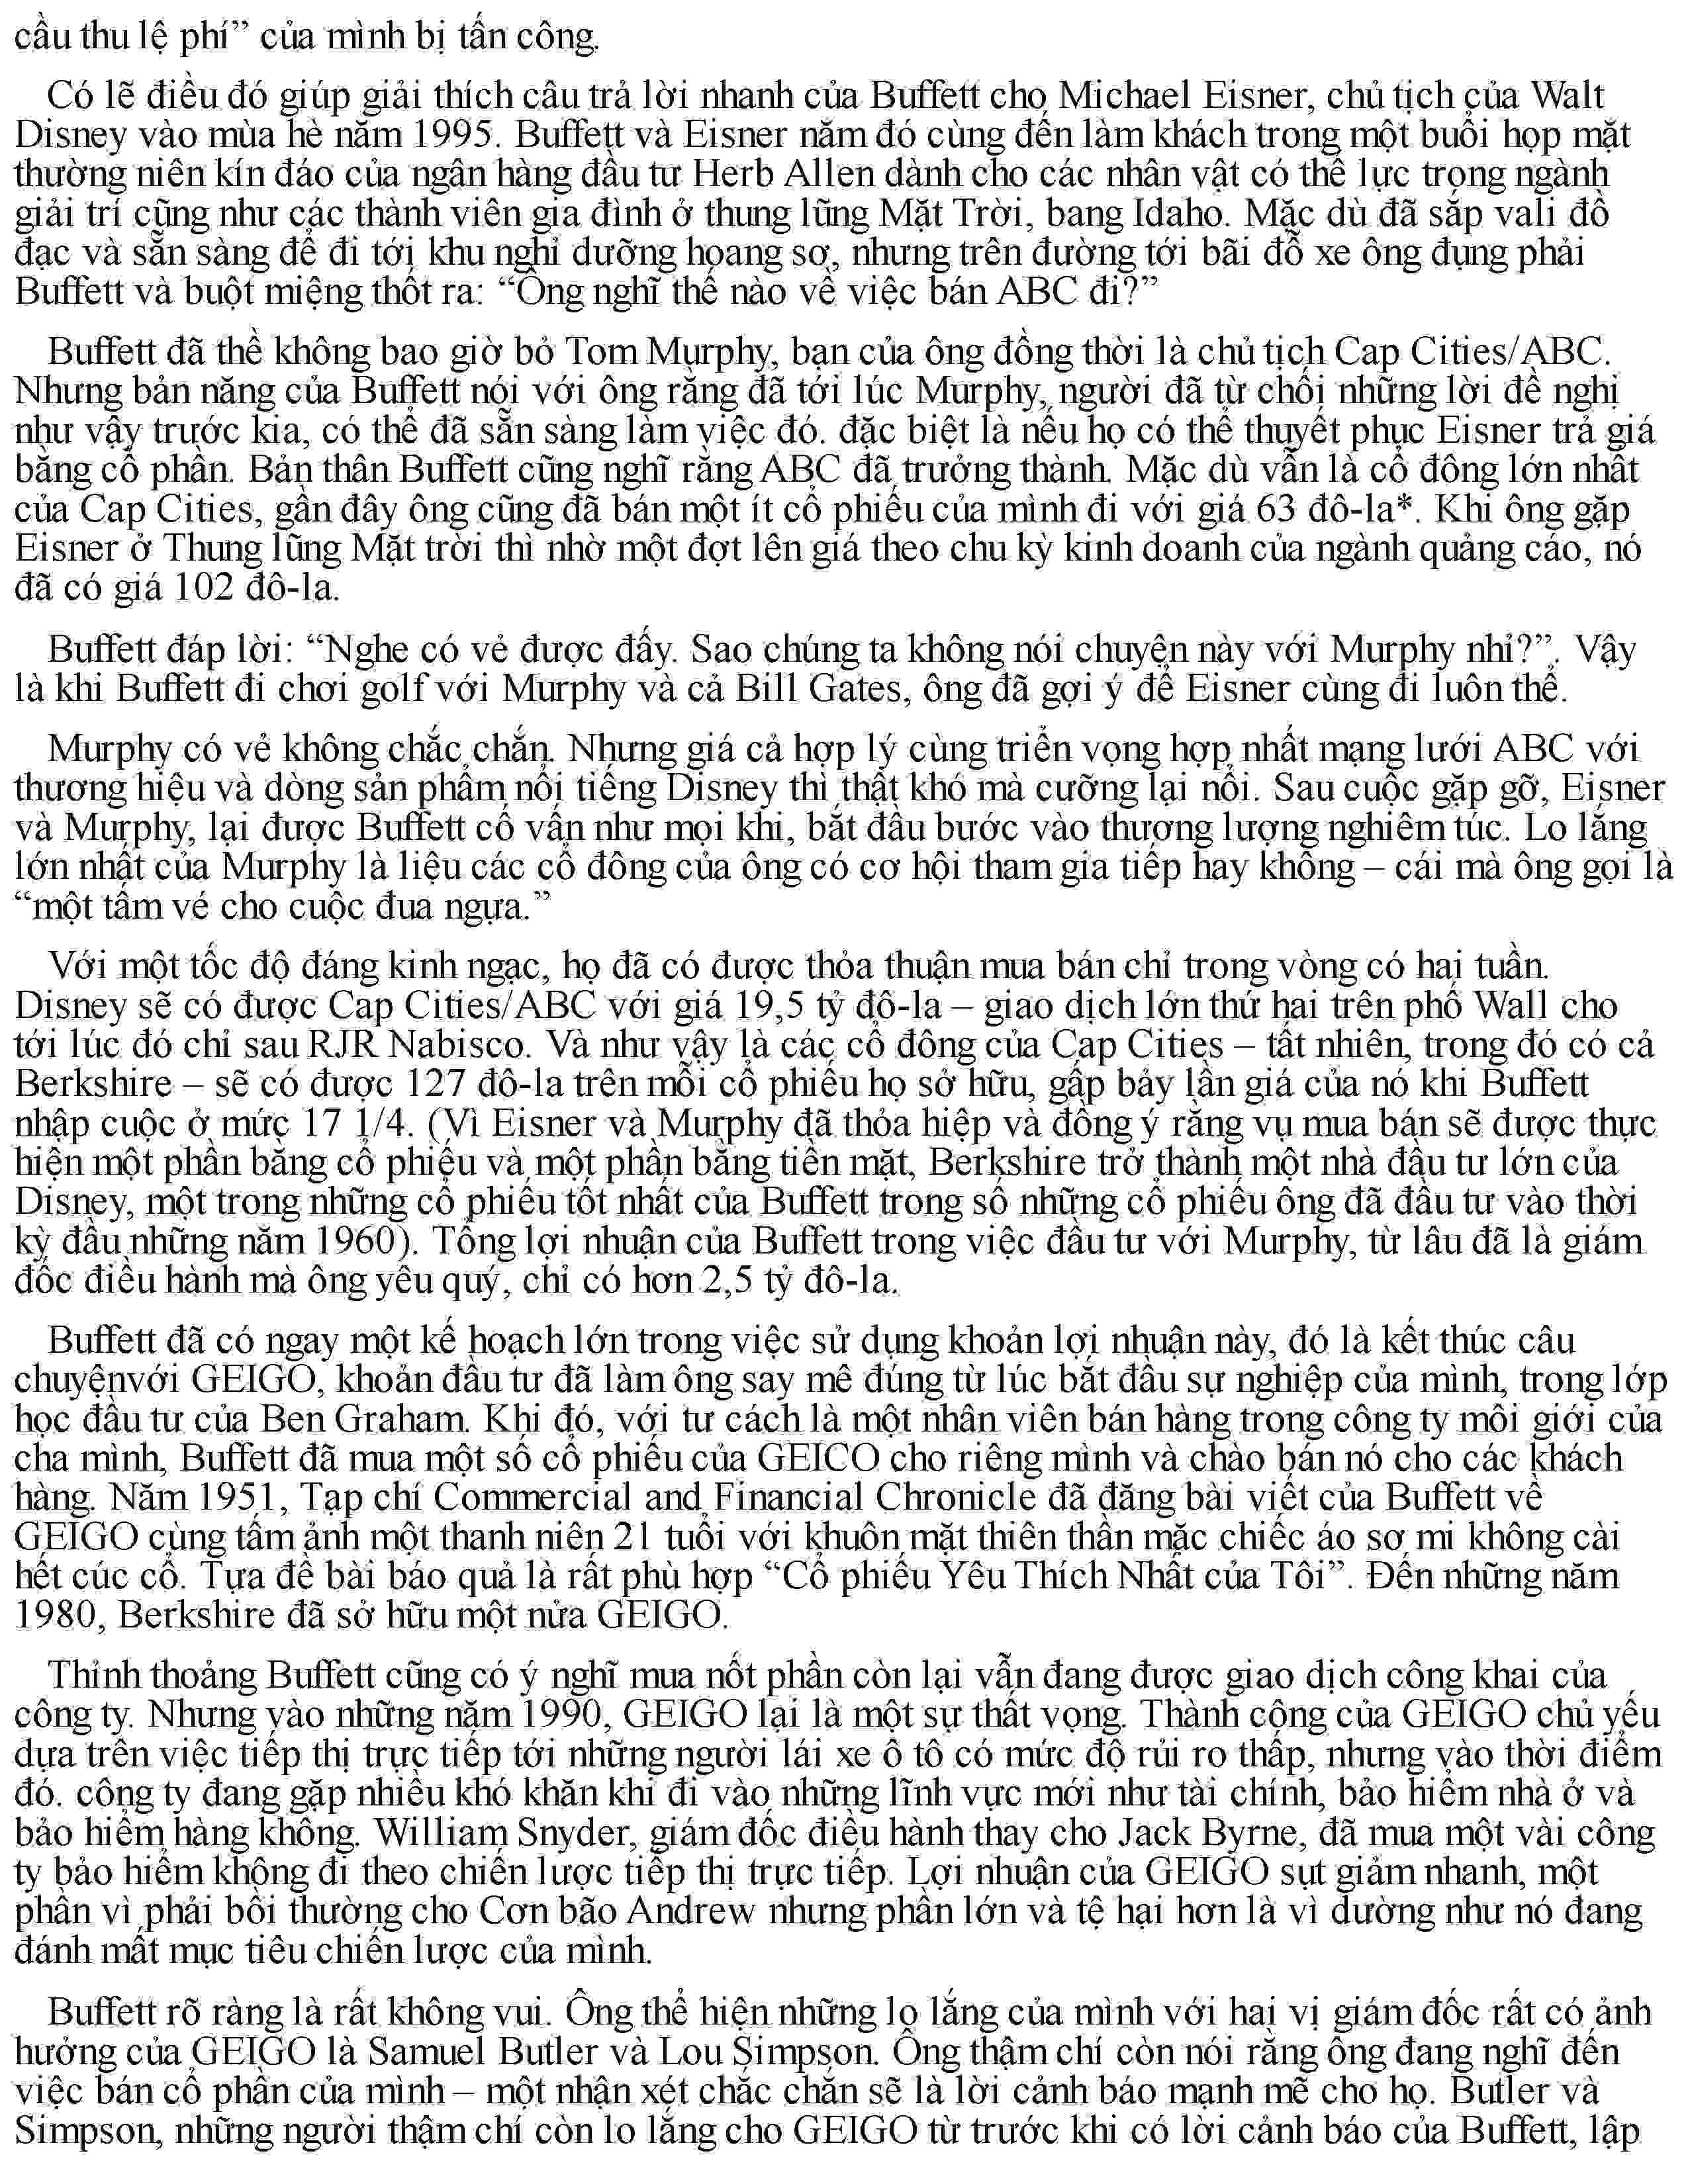 cầu thu lệ phí” của mình bị tấn công.
Có lẽ điều đó giúp giải thích câu trả lời nhanh của Buffett cho Michael Eisner, chủ tịch của Walt
Disney vào mùa hè năm 1995. Buffett và Eisner năm đó cùng đến làm khách trong một buổi họp mặt
thường niên kín đáo của ngân hàng đầu tư Herb Allen dành cho các nhân vật có thế lực trong ngành
giải trí cũng như các thành viên gia đình ở thung lũng Mặt Trời, bang Idaho. Mặc dù đã sắp vali đồ
đạc và sẵn sàng để đi tới khu nghỉ dưỡng hoang sơ, nhưng trên đường tới bãi đỗ xe ông đụng phải
Buffett và buột miệng thốt ra: “Ông nghĩ thế nào về việc bán ABC đi?”
Buffett đã thề không bao giờ bỏ Tom Murphy, bạn của ông đồng thời là chủ tịch Cap Cities/ABC.
Nhưng bản năng của Buffett nói với ông rằng đã tới lúc Murphy, người đã từ chối những lời đề nghị
như vậy trước kia, có thể đã sẵn sàng làm việc đó. đặc biệt là nếu họ có thể thuyết phục Eisner trả giá
bằng cổ phần. Bản thân Buffett cũng nghĩ rằng ABC đã trưởng thành. Mặc dù vẫn là cổ đông lớn nhất
của Cap Cities, gần đây ông cũng đã bán một ít cổ phiếu của mình đi với giá 63 đô-la*. Khi ông gặp
Eisner ở Thung lũng Mặt trời thì nhờ một đợt lên giá theo chu kỳ kinh doanh của ngành quảng cáo, nó
đã có giá 102 đô-la.
Buffett đáp lời: “Nghe có vẻ được đấy. Sao chúng ta không nói chuyện này với Murphy nhỉ?”. Vậy
là khi Buffett đi chơi golf với Murphy và cả Bill Gates, ông đã gợi ý để Eisner cùng đi luôn thể.
Murphy có vẻ không chắc chắn. Nhưng giá cả hợp lý cùng triển vọng hợp nhất mạng lưới ABC với
thương hiệu và dòng sản phẩm nổi tiếng Disney thì thật khó mà cưỡng lại nổi. Sau cuộc gặp gỡ, Eisner
và Murphy, lại được Buffett cố vấn như mọi khi, bắt đầu bước vào thương lượng nghiêm túc. Lo lắng
lớn nhất của Murphy là liệu các cổ đông của ông có cơ hội tham gia tiếp hay không – cái mà ông gọi là
“một tấm vé cho cuộc đua ngựa.”
Với một tốc độ đáng kinh ngạc, họ đã có được thỏa thuận mua bán chỉ trong vòng có hai tuần.
Disney sẽ có được Cap Cities/ABC với giá 19,5 tỷ đô-la – giao dịch lớn thứ hai trên phố Wall cho
tới lúc đó chỉ sau RJR Nabisco. Và như vậy là các cổ đông của Cap Cities – tất nhiên, trong đó có cả
Berkshire – sẽ có được 127 đô-la trên mỗi cổ phiếu họ sở hữu, gấp bảy lần giá của nó khi Buffett
nhập cuộc ở mức 17 1/4. (Vì Eisner và Murphy đã thỏa hiệp và đồng ý rằng vụ mua bán sẽ được thực
hiện một phần bằng cổ phiếu và một phần bằng tiền mặt, Berkshire trở thành một nhà đầu tư lớn của
Disney, một trong những cổ phiếu tốt nhất của Buffett trong số những cổ phiếu ông đã đầu tư vào thời
kỳ đầu những năm 1960). Tổng lợi nhuận của Buffett trong việc đầu tư với Murphy, từ lâu đã là giám
đốc điều hành mà ông yêu quý, chỉ có hơn 2,5 tỷ đô-la.
Buffett đã có ngay một kế hoạch lớn trong việc sử dụng khoản lợi nhuận này, đó là kết thúc câu
chuyệnvới GEIGO, khoản đầu tư đã làm ông say mê đúng từ lúc bắt đầu sự nghiệp của mình, trong lớp
học đầu tư của Ben Graham. Khi đó, với tư cách là một nhân viên bán hàng trong công ty môi giới của
cha mình, Buffett đã mua một số cổ phiếu của GEICO cho riêng mình và chào bán nó cho các khách
hàng. Năm 1951, Tạp chí Commercial and Financial Chronicle đã đăng bài viết của Buffett về
GEIGO cùng tấm ảnh một thanh niên 21 tuổi với khuôn mặt thiên thần mặc chiếc áo sơ mi không cài
hết cúc cổ. Tựa đề bài báo quả là rất phù hợp “Cổ phiếu Yêu Thích Nhất của Tôi”. Đến những năm
1980, Berkshire đã sở hữu một nửa GEIGO.
Thỉnh thoảng Buffett cũng có ý nghĩ mua nốt phần còn lại vẫn đang được giao dịch công khai của
công ty. Nhưng vào những năm 1990, GEIGO lại là một sự thất vọng. Thành công của GEIGO chủ yếu
dựa trên việc tiếp thị trực tiếp tới những người lái xe ô tô có mức độ rủi ro thấp, nhưng vào thời điểm
đó. công ty đang gặp nhiều khó khăn khi đi vào những lĩnh vực mới như tài chính, bảo hiểm nhà ở và
bảo hiểm hàng không. William Snyder, giám đốc điều hành thay cho Jack Byrne, đã mua một vài công
ty bảo hiểm không đi theo chiến lược tiếp thị trực tiếp. Lợi nhuận của GEIGO sụt giảm nhanh, một
phần vì phải bồi thường cho Cơn bão Andrew nhưng phần lớn và tệ hại hơn là vì dường như nó đang
đánh mất mục tiêu chiến lược của mình.
Buffett rõ ràng là rất không vui. Ông thể hiện những lo lắng của mình với hai vị giám đốc rất có ảnh
hưởng của GEIGO là Samuel Butler và Lou Simpson. Ông thậm chí còn nói rằng ông đang nghĩ đến
việc bán cổ phần của mình – một nhận xét chắc chắn sẽ là lời cảnh báo mạnh mẽ cho họ. Butler và
Simpson, những người thậm chí còn lo lắng cho GEIGO từ trước khi có lời cảnh báo của Buffett, lập